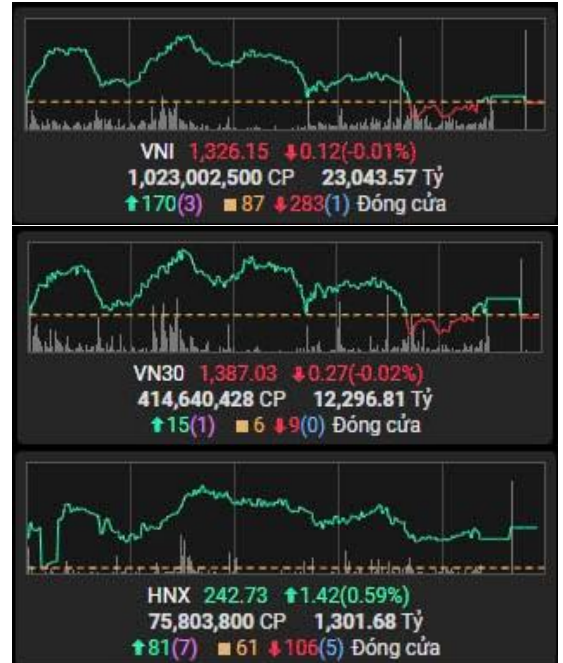 VNI 1,326.15 ⬇0.12(-0.01%)
1,023,002,500 CP 23,043.57 Tỷ
⬆170(3) ■87 ⬇283(1) Đóng cửa
VN30 1,387.03 ⬇0.27(-0.02%)
414,640,428 CP 12,296.81 Tỷ
⬆15(1) ■6 ⬇9(0) Đóng cửa
HNX 242.73 ⬆1.42(0.59%)
75,803,800 CP 1,301.68 Tỷ
⬆81(7) ■61 ⬇106(5) Đóng cửa